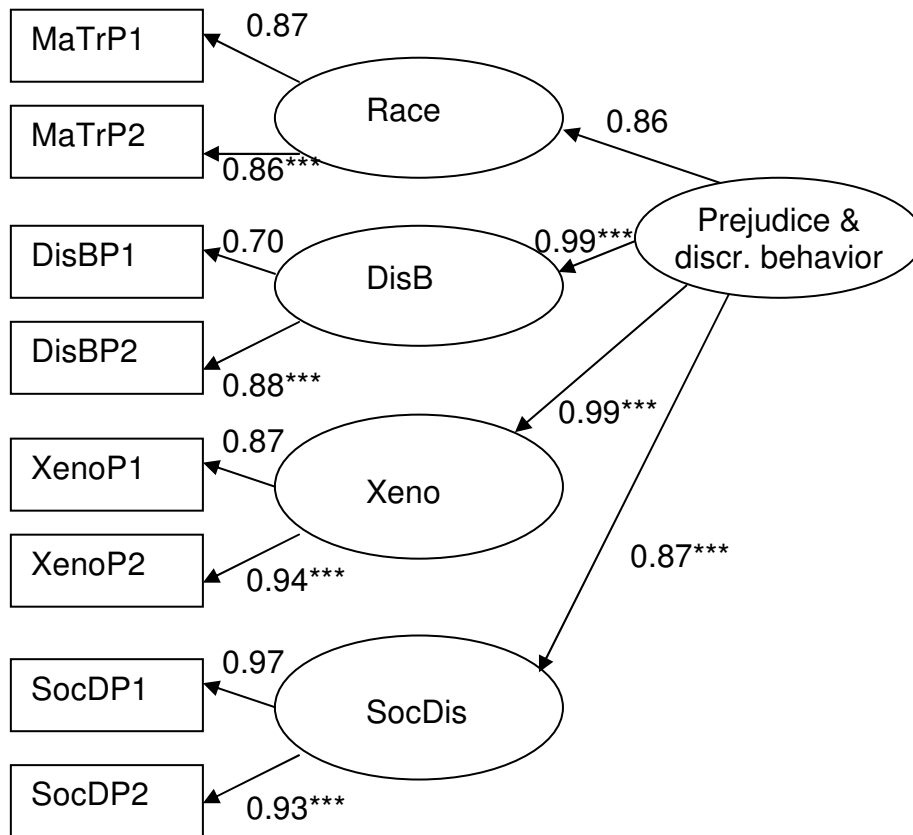 MaTrP1
0.87
Race
0.86
MaTrP2
0.86***
Prejudice &
discr. behavior
DisBP1
0.70
DisB
0.99***
DisBP2
0.88***
0.99***
XenoP1
0.87
Xeno
XenoP2
0.94***
0.87***
SocDP1
0.97
SocDis
SocDP2
0.93***